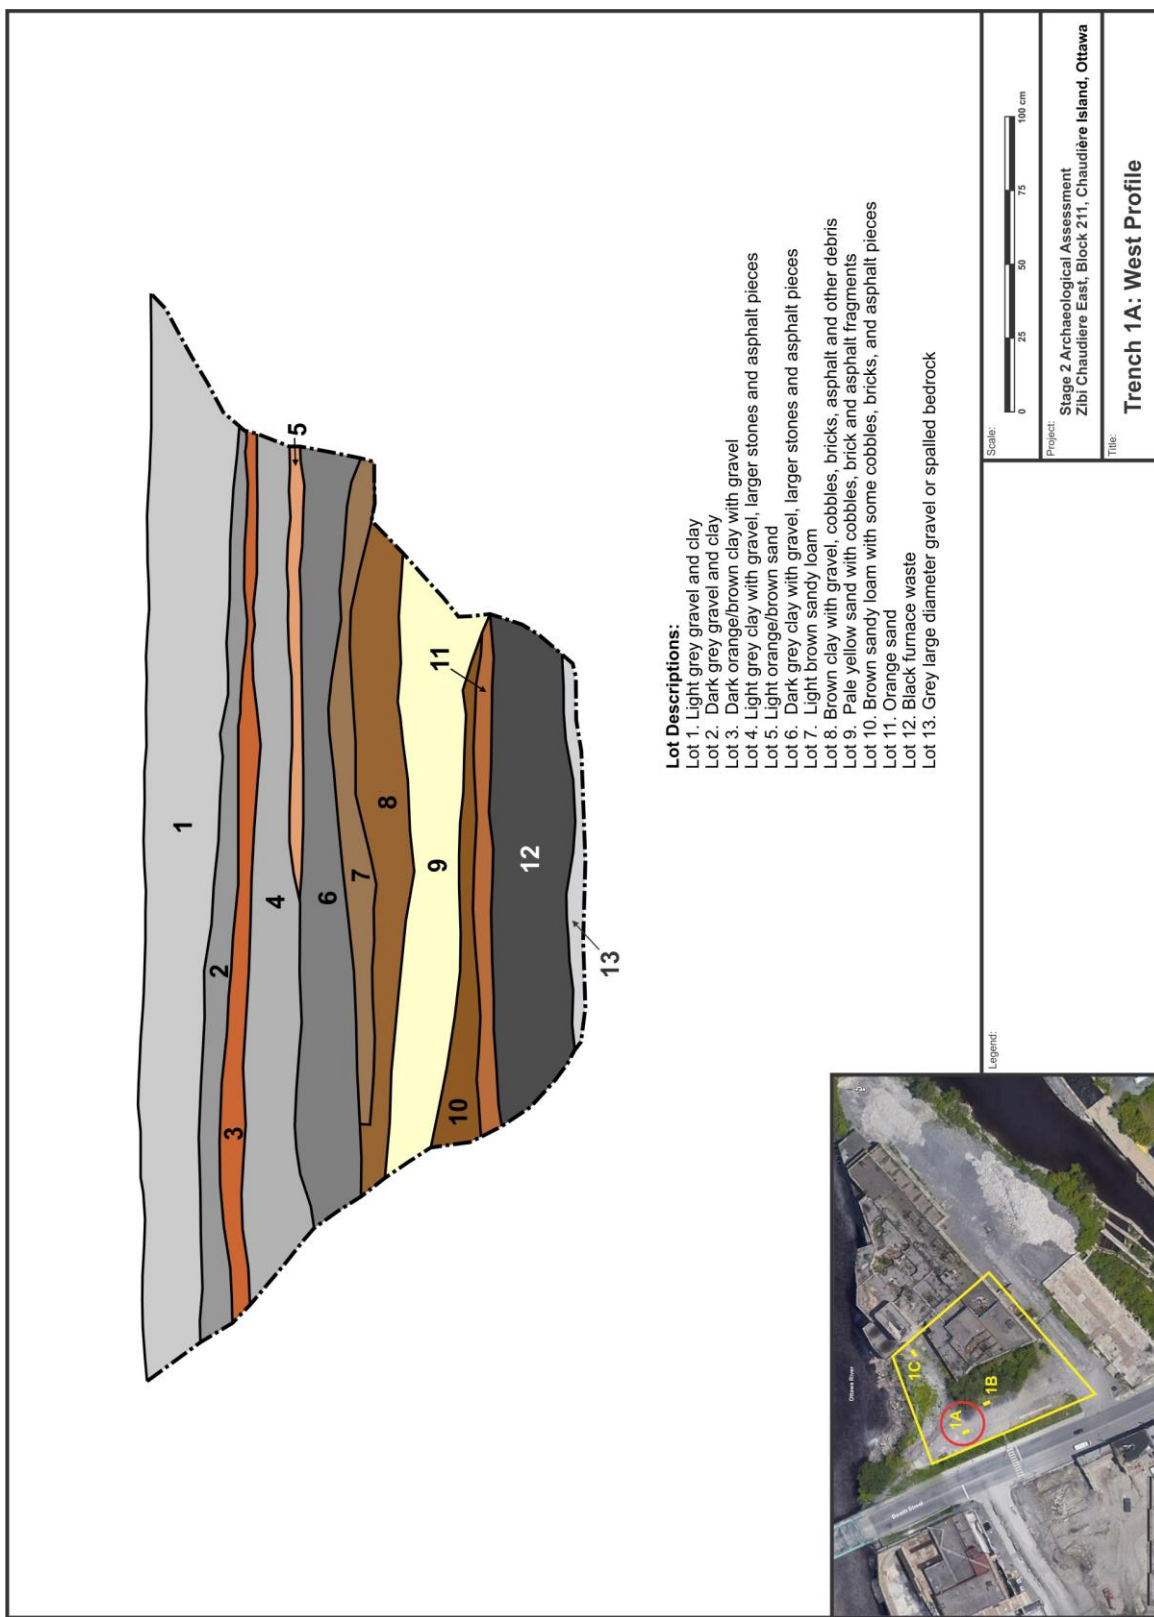 1
2
3
4
5
6
7
8
9
10
11
12
13
Lot Descriptions:
Lot 1. Light grey gravel and clay
Lot 2. Dark grey gravel and clay
Lot 3. Dark orange/brown clay with gravel
Lot 4. Light grey clay with gravel, larger stones and asphalt pieces
Lot 5. Light orange/brown sand
Lot 6. Dark grey clay with gravel, larger stones and asphalt pieces
Lot 7. Light brown sandy loam
Lot 8. Brown clay with gravel, cobbles, bricks, asphalt and other debris
Lot 9. Pale yellow sand with cobbles, brick and asphalt fragments
Lot 10. Brown sandy loam with some cobbles, bricks, and asphalt pieces
Lot 11. Orange sand
Lot 12. Black furnace waste
Lot 13. Grey large diameter gravel or spalled bedrock
Ottawa River
1A
1B
1C
Booth Street
Legend:
Scale:
0 25 50 75 100 cm
Project:
Stage 2 Archaeological Assessment
Zibi Chaudiere East, Block 211, Chaudière Island, Ottawa
Title:
Trench 1A: West Profile